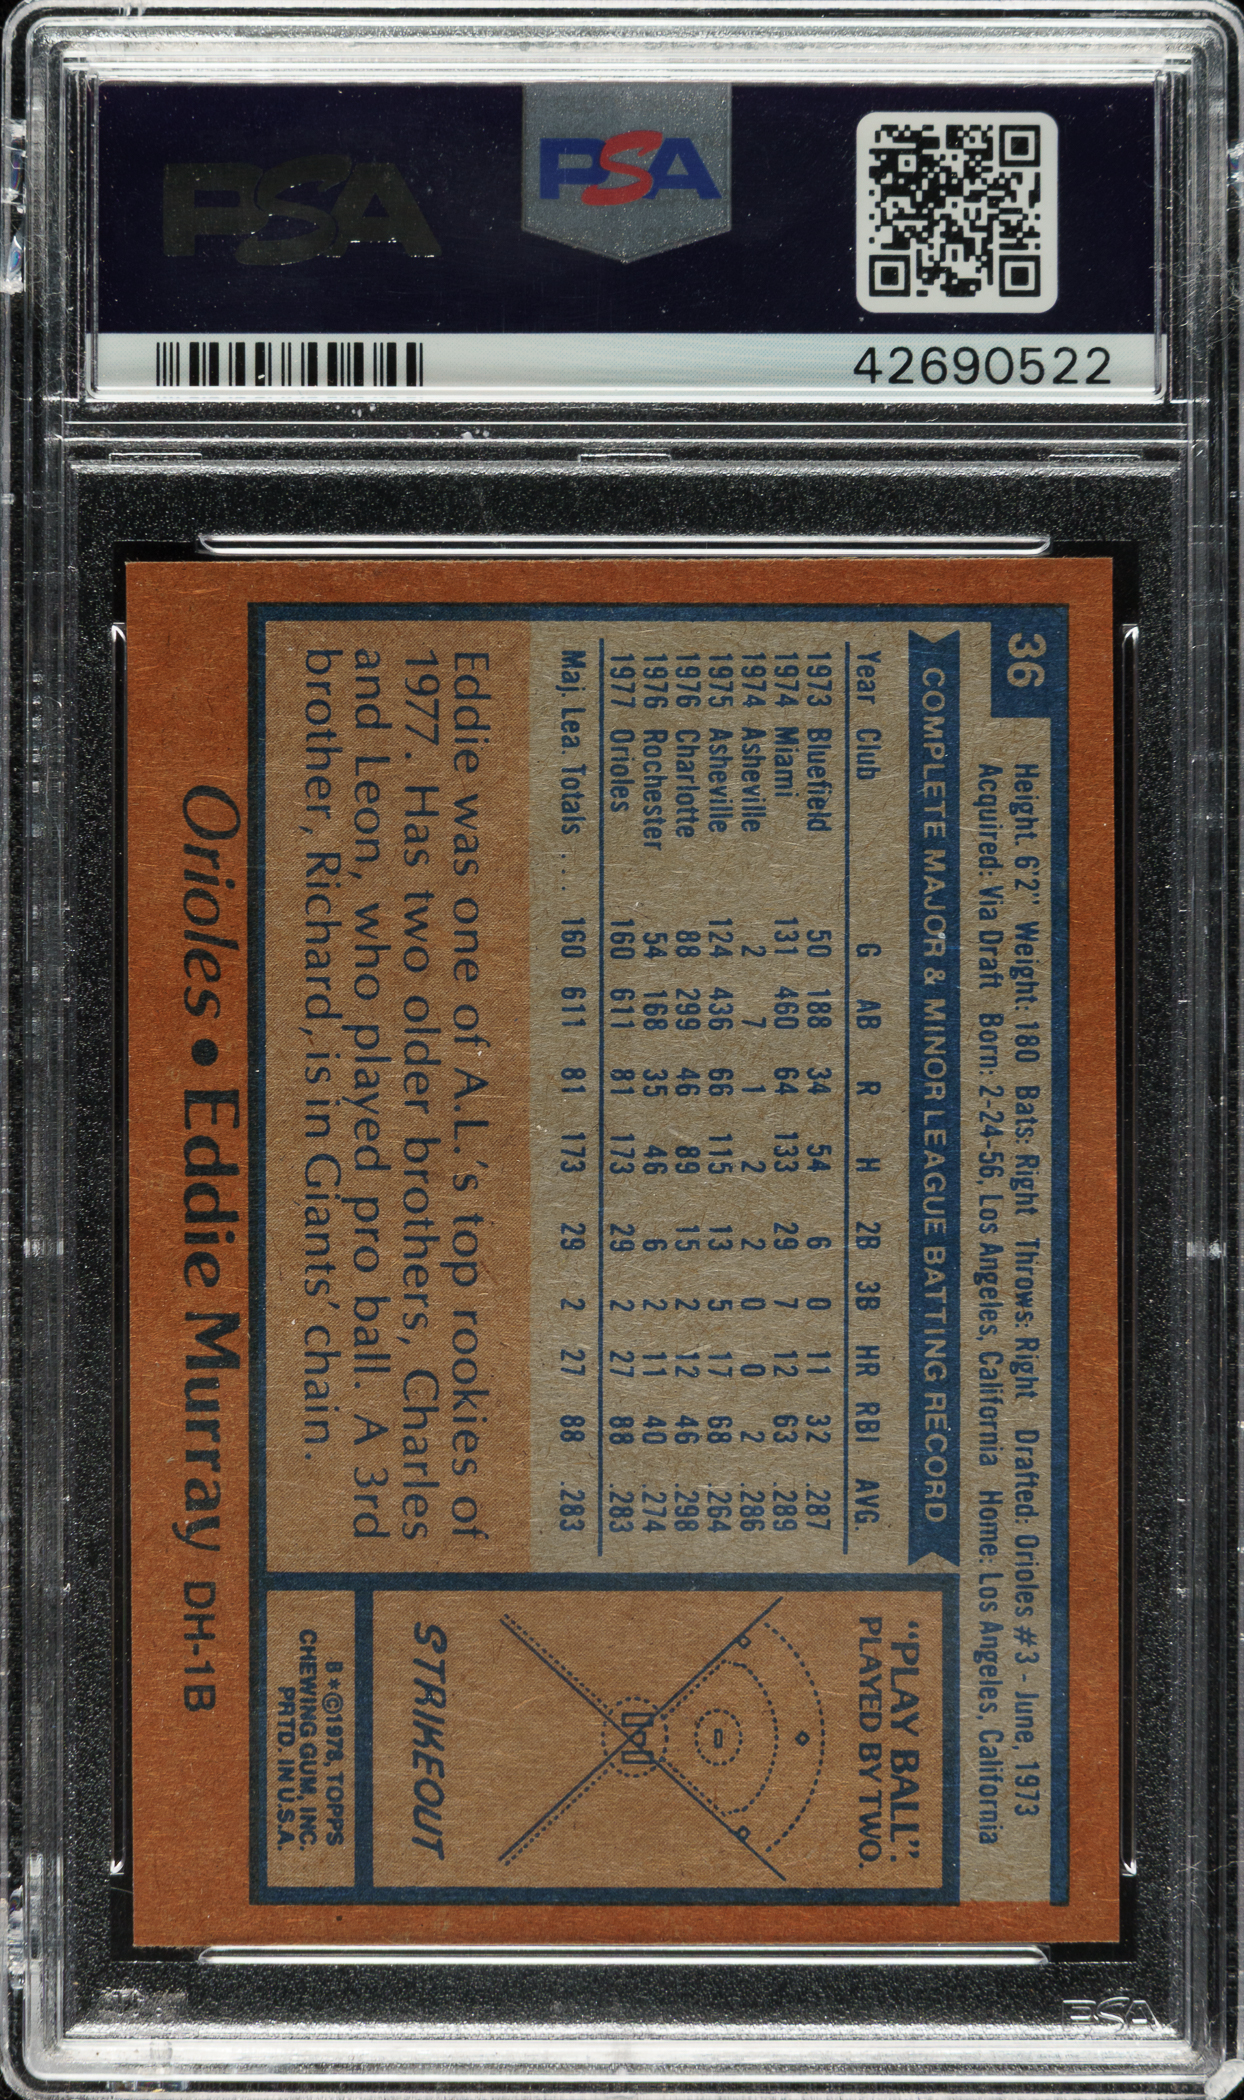 PSA
PSA
42690522
36
Height. 6'2" Weight: 180 Bats: Right Throws: Right Drafted: Orioles #3 - June, 1973
Acquired: Via Draft Born: 2-24-56, Los Angeles, California Home: Los Angeles, California
COMPLETE MAJOR & MINOR LEAGUE BATTING RECORD
Year Club G AB R H 2B 3B HR RBI AVG.
1973 Bluefield 50 188 34 54 6 0 11 32 .287
1974 Miami 131 460 64 133 29 7 12 63 .289
1974 Asheville 2 7 1 2 2 0 0 2 .286
1975 Asheville 124 436 66 115 13 5 17 68 .264
1976 Charlotte 88 299 46 89 15 2 12 46 .298
1976 Rochester 54 168 35 46 6 2 11 40 .274
1977 Orioles 160 611 81 173 29 2 27 88 .283
Maj. Lea. Totals ... 160 611 81 173 29 2 27 88 .283
Eddie was one of A.L.'s top rookies of
1977. Has two older brothers, Charles
and Leon, who played pro ball. A 3rd
brother, Richard, is in Giants' chain.
"PLAY BALL":
PLAYED BY TWO.
STRIKEOUT
B*©1978, TOPPS
CHEWING GUM, INC.
PRTD. IN U.S.A.
Orioles • Eddie Murray DH-1B
PSA